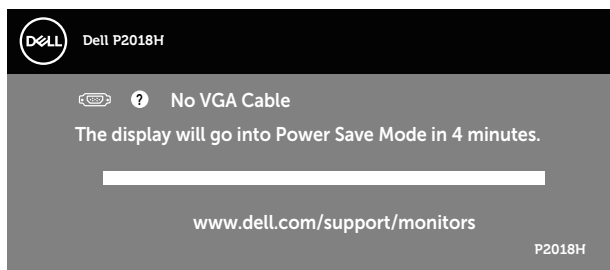 DELL Dell P2018H
? No VGA Cable
The display will go into Power Save Mode in 4 minutes.
www.dell.com/support/monitors
P2018H